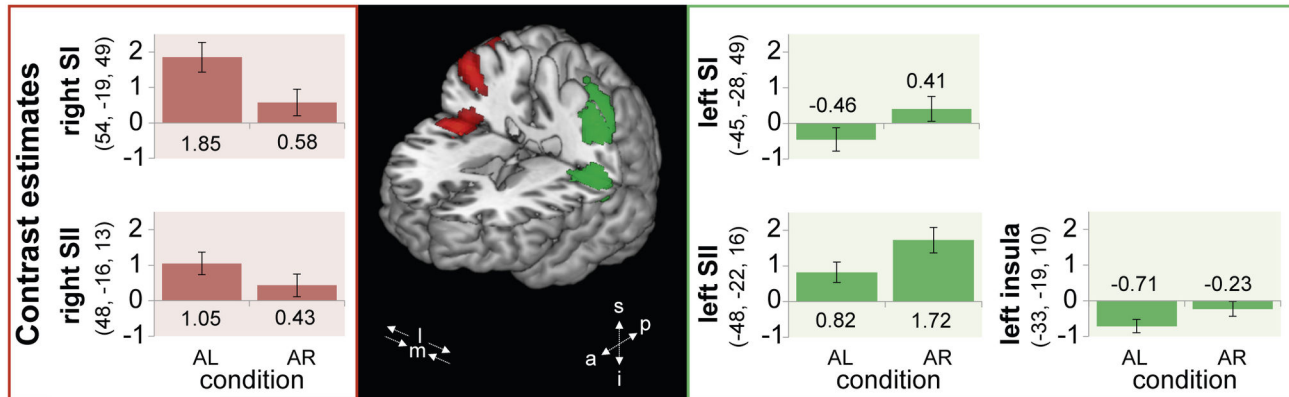 Contrast estimates
right SI
(54, -19, 49)
2
1
0
-1
1.85
0.58
right SII
(48, -16, 13)
2
1
0
-1
1.05
0.43
AL
AR
condition
l
m
s
p
a
i
left SI
(-45, -28, 49)
2
1
0
-1
-0.46
0.41
left SII
(-48, -22, 16)
2
1
0
-1
0.82
1.72
AL
AR
condition
left insula
(-33, -19, 10)
2
1
0
-1
-0.71
-0.23
AL
AR
condition